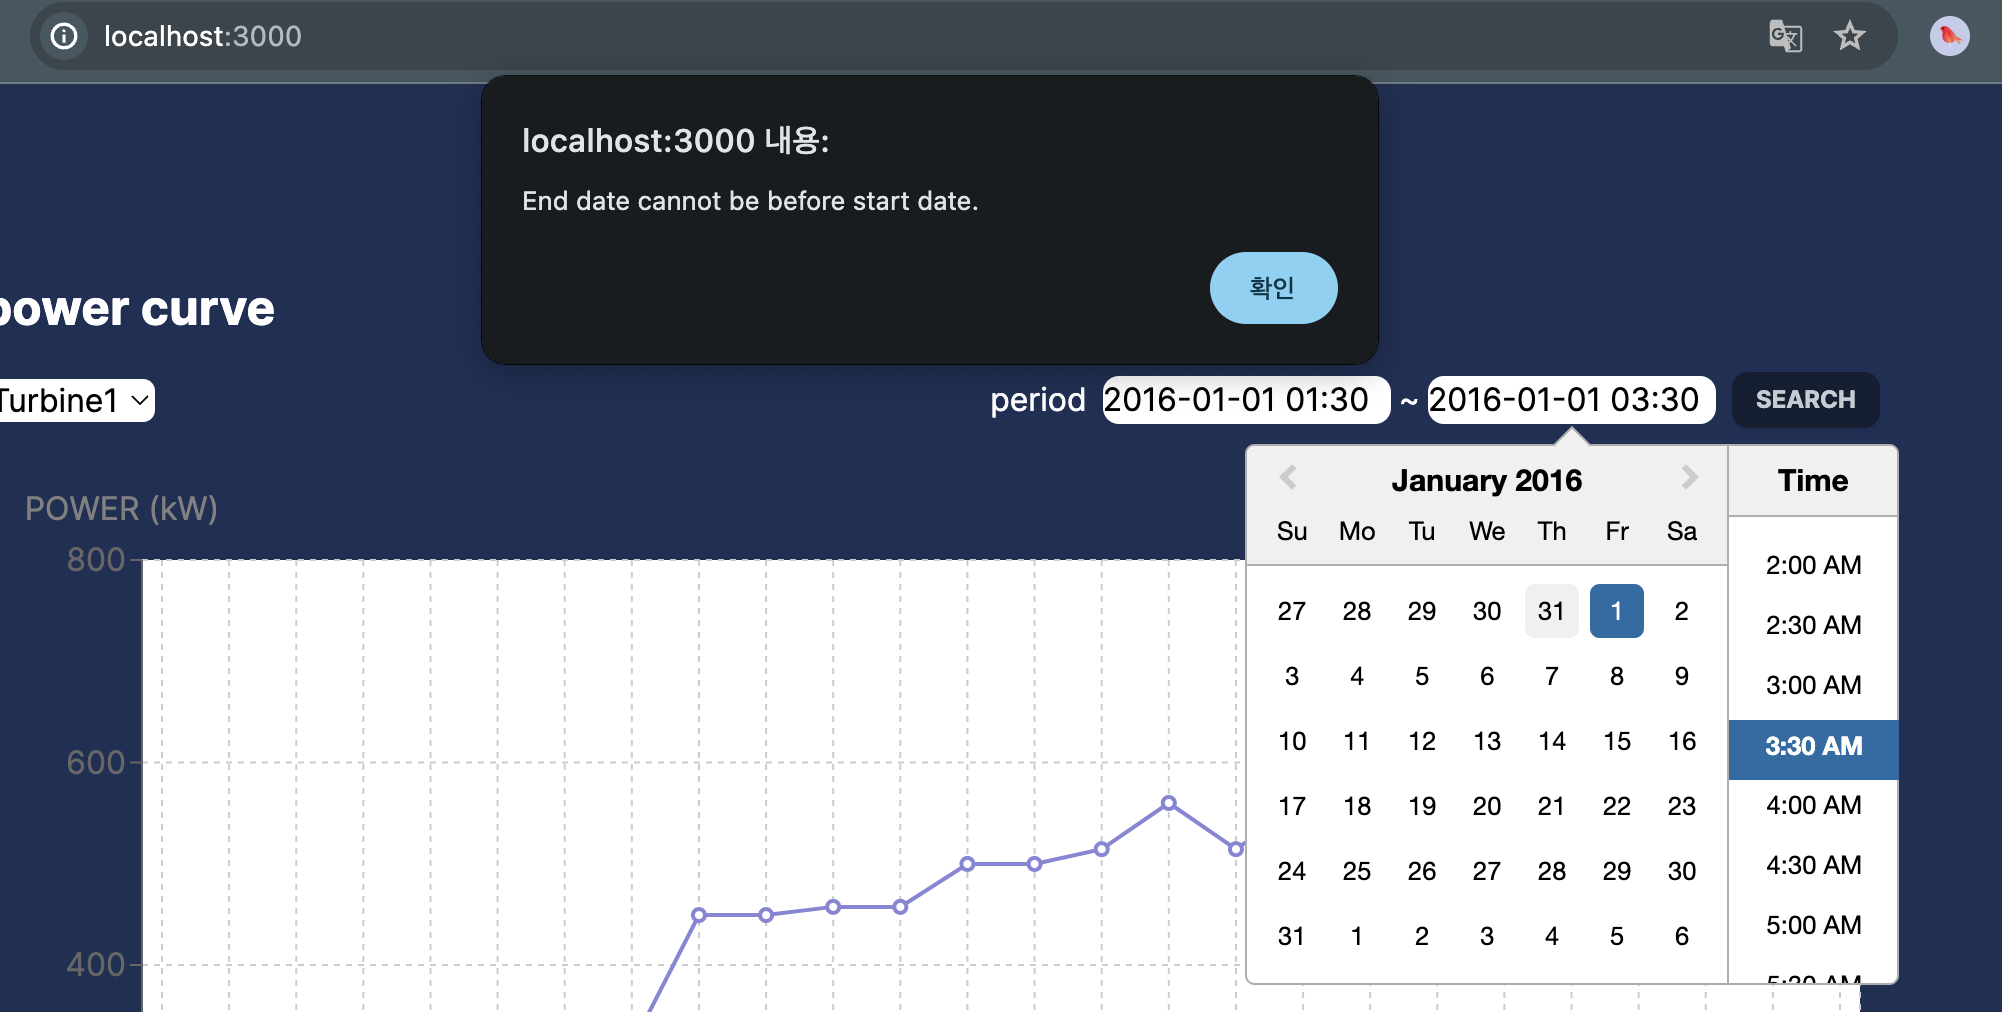 localhost:3000
localhost:3000 내용:
End date cannot be before start date.
확인
power curve
Turbine1
period 2016-01-01 01:30 ~ 2016-01-01 03:30 SEARCH
January 2016
Time
Su Mo Tu We Th Fr Sa
27 28 29 30 31 1 2
3 4 5 6 7 8 9
10 11 12 13 14 15 16
17 18 19 20 21 22 23
24 25 26 27 28 29 30
31 1 2 3 4 5 6
2:00 AM
2:30 AM
3:00 AM
3:30 AM
4:00 AM
4:30 AM
5:00 AM
5:30 AM
POWER (kW)
800
600
400